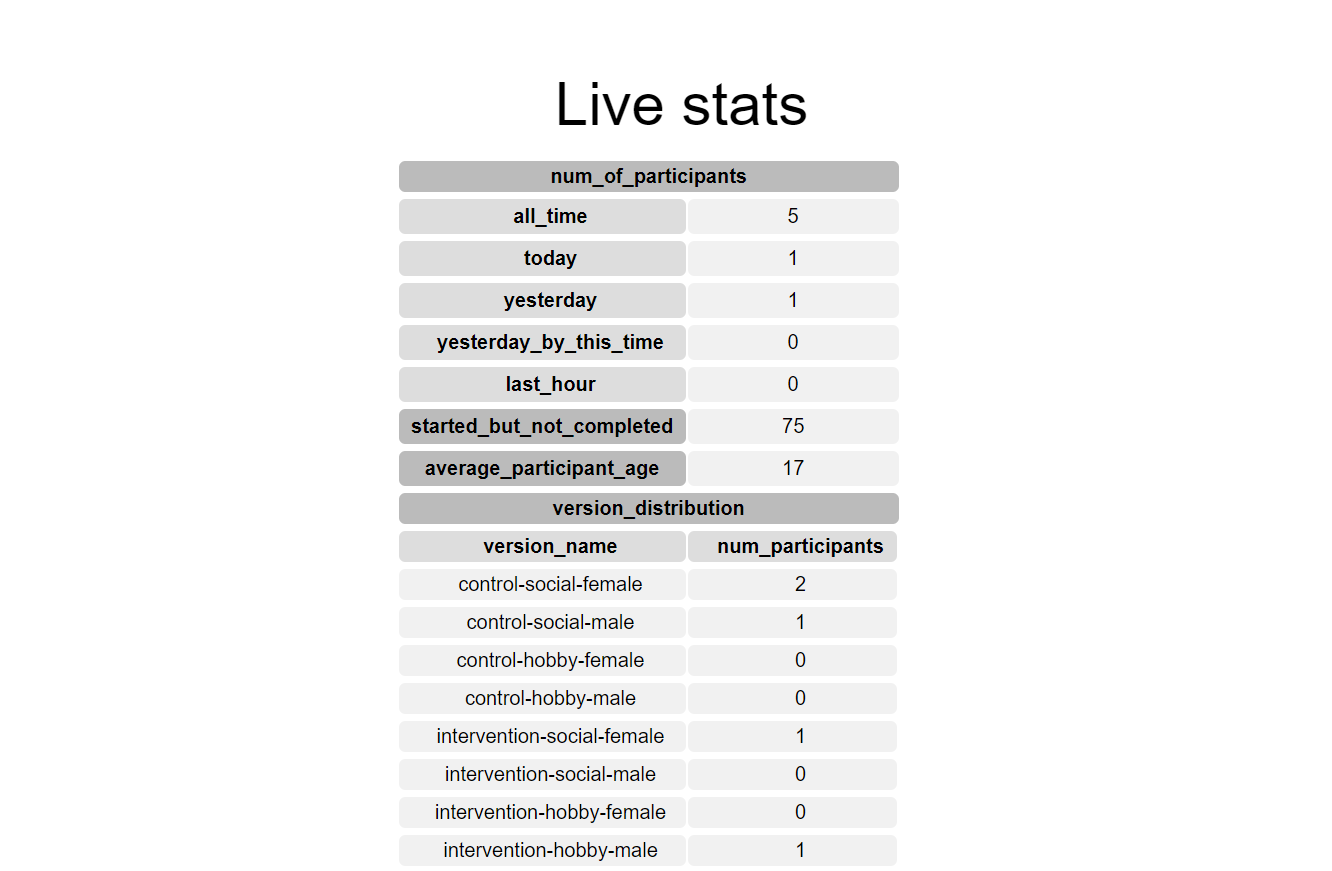 Live stats
num_of_participants
all_time 5
today 1
yesterday 1
yesterday_by_this_time 0
last_hour 0
started_but_not_completed 75
average_participant_age 17
version_distribution
version_name num_participants
control-social-female 2
control-social-male 1
control-hobby-female 0
control-hobby-male 0
intervention-social-female 1
intervention-social-male 0
intervention-hobby-female 0
intervention-hobby-male 1